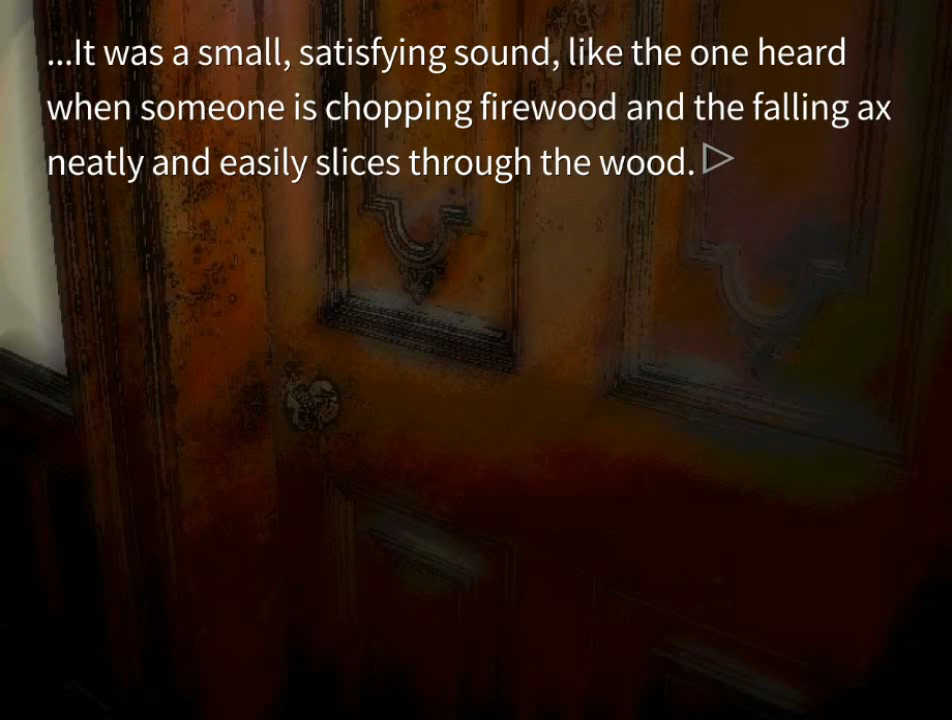 ...It was a small, satisfying sound, like the one heard
when someone is chopping firewood and the falling ax
neatly and easily slices through the wood.